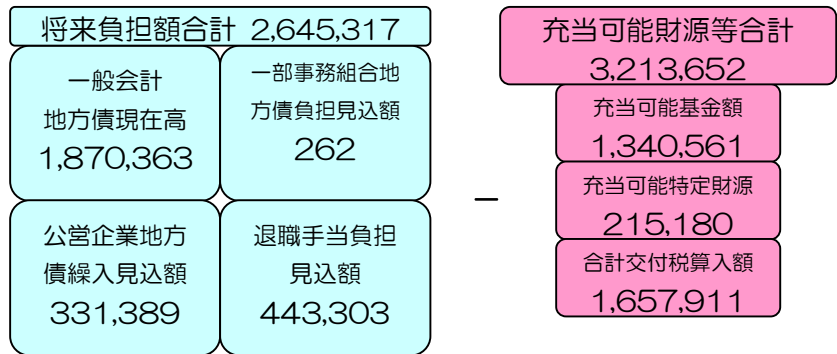 将来負担額合計 2,645,317
一般会計
地方債現在高
1,870,363
一部事務組合地
方債負担見込額
262
公営企業地方
債繰入見込額
331,389
退職手当負担
見込額
443,303
－
充当可能財源等合計
3,213,652
充当可能基金額
1,340,561
充当可能特定財源
215,180
合計交付税算入額
1,657,911